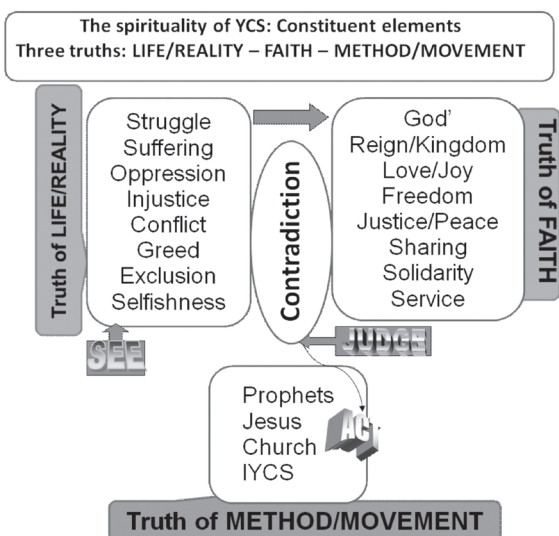 The spirituality of YCS: Constituent elements
Three truths: LIFE/REALITY – FAITH – METHOD/MOVEMENT
Truth of LIFE/REALITY
Struggle
Suffering
Oppression
Injustice
Conflict
Greed
Exclusion
Selfishness
SEE
Contradiction
God'
Reign/Kingdom
Love/Joy
Freedom
Justice/Peace
Sharing
Solidarity
Service
Truth of FAITH
JUDGE
Prophets
Jesus
Church
IYCS
ACT
Truth of METHOD/MOVEMENT